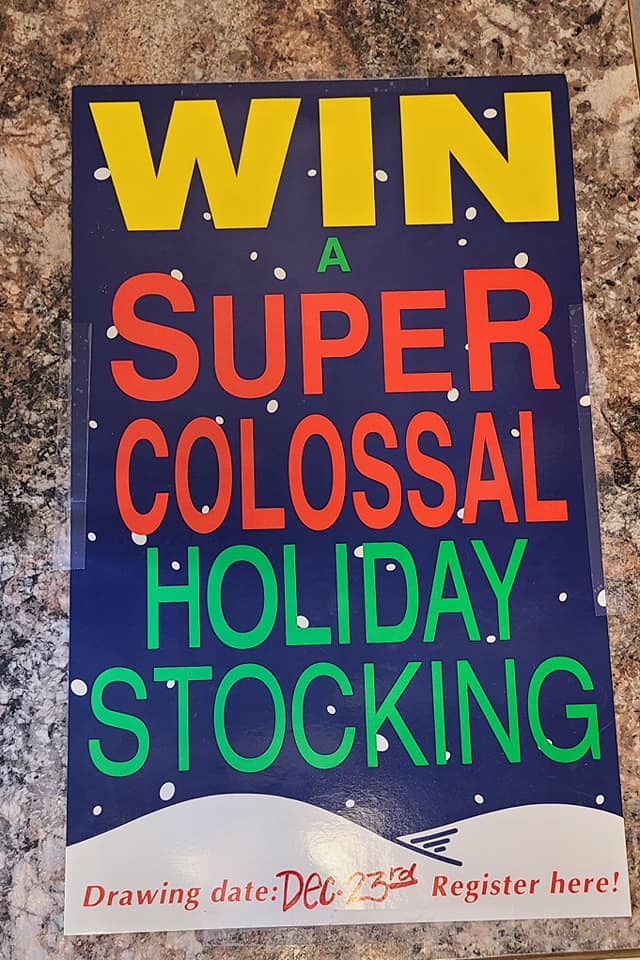 WIN
A
SUPER
COLOSSAL
HOLIDAY
STOCKING
Drawing date: Dec. 23rd Register here!